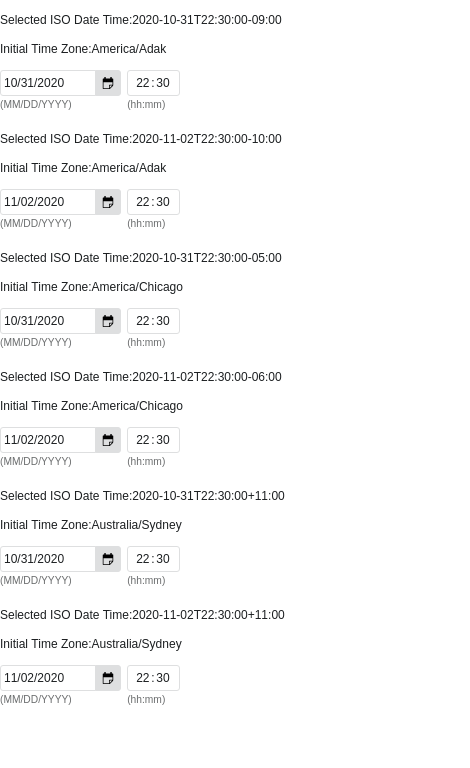 Selected ISO Date Time:2020-10-31T22:30:00-09:00
Initial Time Zone:America/Adak
10/31/2020 22:30
(MM/DD/YYYY) (hh:mm)
Selected ISO Date Time:2020-11-02T22:30:00-10:00
Initial Time Zone:America/Adak
11/02/2020 22:30
(MM/DD/YYYY) (hh:mm)
Selected ISO Date Time:2020-10-31T22:30:00-05:00
Initial Time Zone:America/Chicago
10/31/2020 22:30
(MM/DD/YYYY) (hh:mm)
Selected ISO Date Time:2020-11-02T22:30:00-06:00
Initial Time Zone:America/Chicago
11/02/2020 22:30
(MM/DD/YYYY) (hh:mm)
Selected ISO Date Time:2020-10-31T22:30:00+11:00
Initial Time Zone:Australia/Sydney
10/31/2020 22:30
(MM/DD/YYYY) (hh:mm)
Selected ISO Date Time:2020-11-02T22:30:00+11:00
Initial Time Zone:Australia/Sydney
11/02/2020 22:30
(MM/DD/YYYY) (hh:mm)